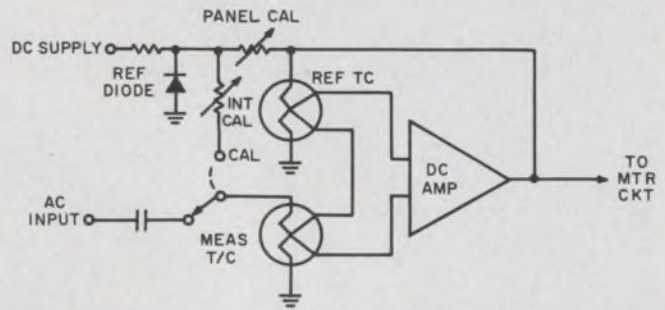 PANEL CAL
DC SUPPLY
REF
DIODE
INT
CAL
REF TC
CAL
DC
AMP
TO
MTR
CKT
AC
INPUT
MEAS
T/C